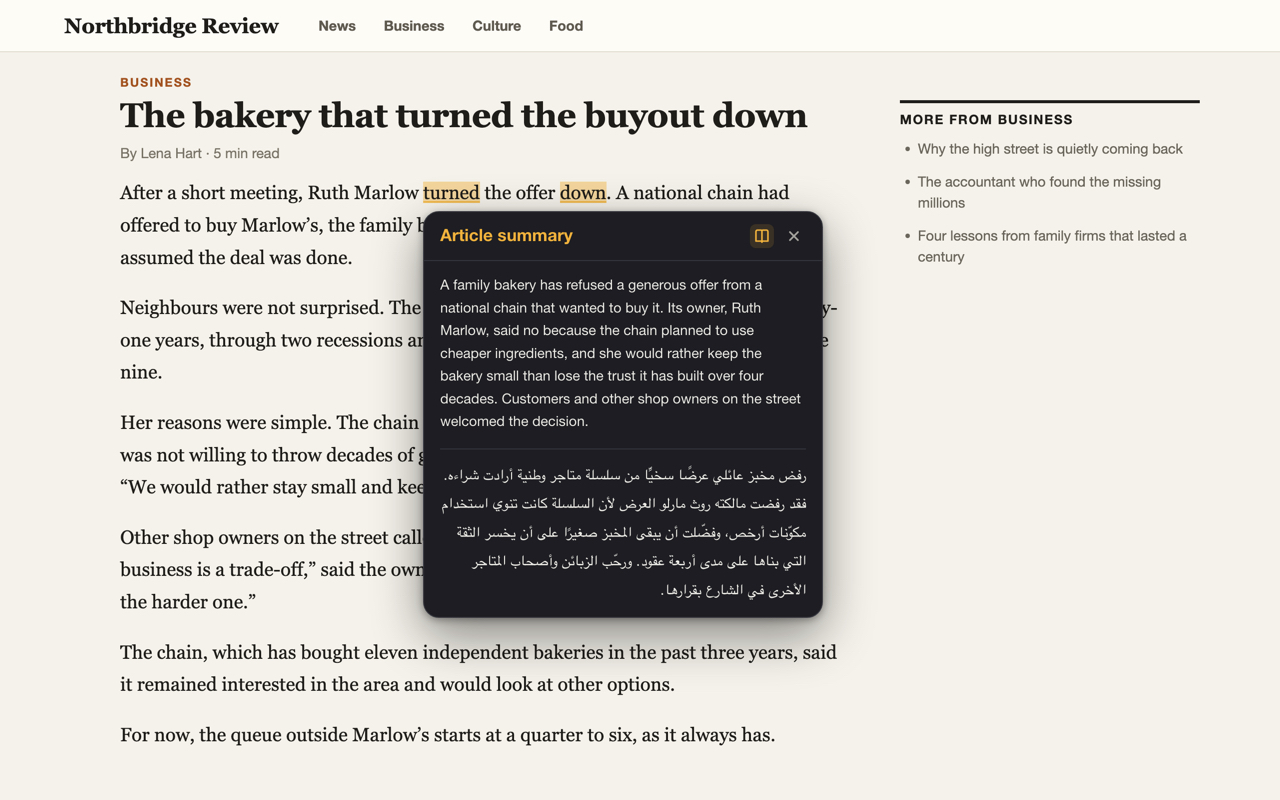 Northbridge Review
News
Business
Culture
Food
BUSINESS
The bakery that turned the buyout down
By Lena Hart · 5 min read
After a short meeting, Ruth Marlow turned the offer down. A national chain had
offered to buy Marlow’s, the family
assumed the deal was done.
Neighbours were not surprised. The
one years, through two recessions
nine.
Her reasons were simple. The chain
was not willing to throw decades of
“We would rather stay small and
Other shop owners on the street
business is a trade-off,” said the
the harder one.”
The chain, which has bought eleven independent bakeries in the past three years, said
it remained interested in the area and would look at other options.
For now, the queue outside Marlow’s starts at a quarter to six, as it always has.
Article summary
A family bakery has refused a generous offer from a
national chain that wanted to buy it. Its owner, Ruth
Marlow, said no because the chain planned to use
cheaper ingredients, and she would rather keep the
bakery small than lose the trust it has built over four
decades. Customers and other shop owners on the street
welcomed the decision.
رفض مخبز عائلي عرضًا سخيًّا من سلسلة متاجر وطنية أرادت شراءه.
فقد رفضت مالكته روث مارلو العرض لأن السلسلة كانت تنوي استخدام
مكوّنات أرخص، وفضّلت أن يبقى المخبز صغيرًا على أن يخسر الثقة
التي بناها على مدى أربعة عقود. ورحّب الزبائن وأصحاب المتاجر
الأخرى في الشارع بقرارها.
MORE FROM BUSINESS
• Why the high street is quietly coming back
• The accountant who found the missing
millions
• Four lessons from family firms that lasted a
century